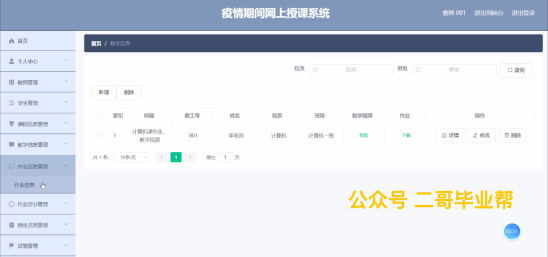 疫情期间网上授课系统
教师 001 退出到前台 退出登录
首页
首页 / 教学信息
个人中心
院系 院系 班级 班级 查询
教师管理
新增 删除
学生管理
课程信息管理
索引 标题 教工号 姓名 院系 班级 教学视频 作业 操作
1 计算机课作业、教学视频 001 李老师 计算机 计算机一班 下载 详情 修改 删除
教学信息管理
共 1 条 10条/页 1 前往 1 页
作业信息管理
作业信息
作业评分管理
公众号 二哥毕业帮
师生交流管理
02:21
试卷管理